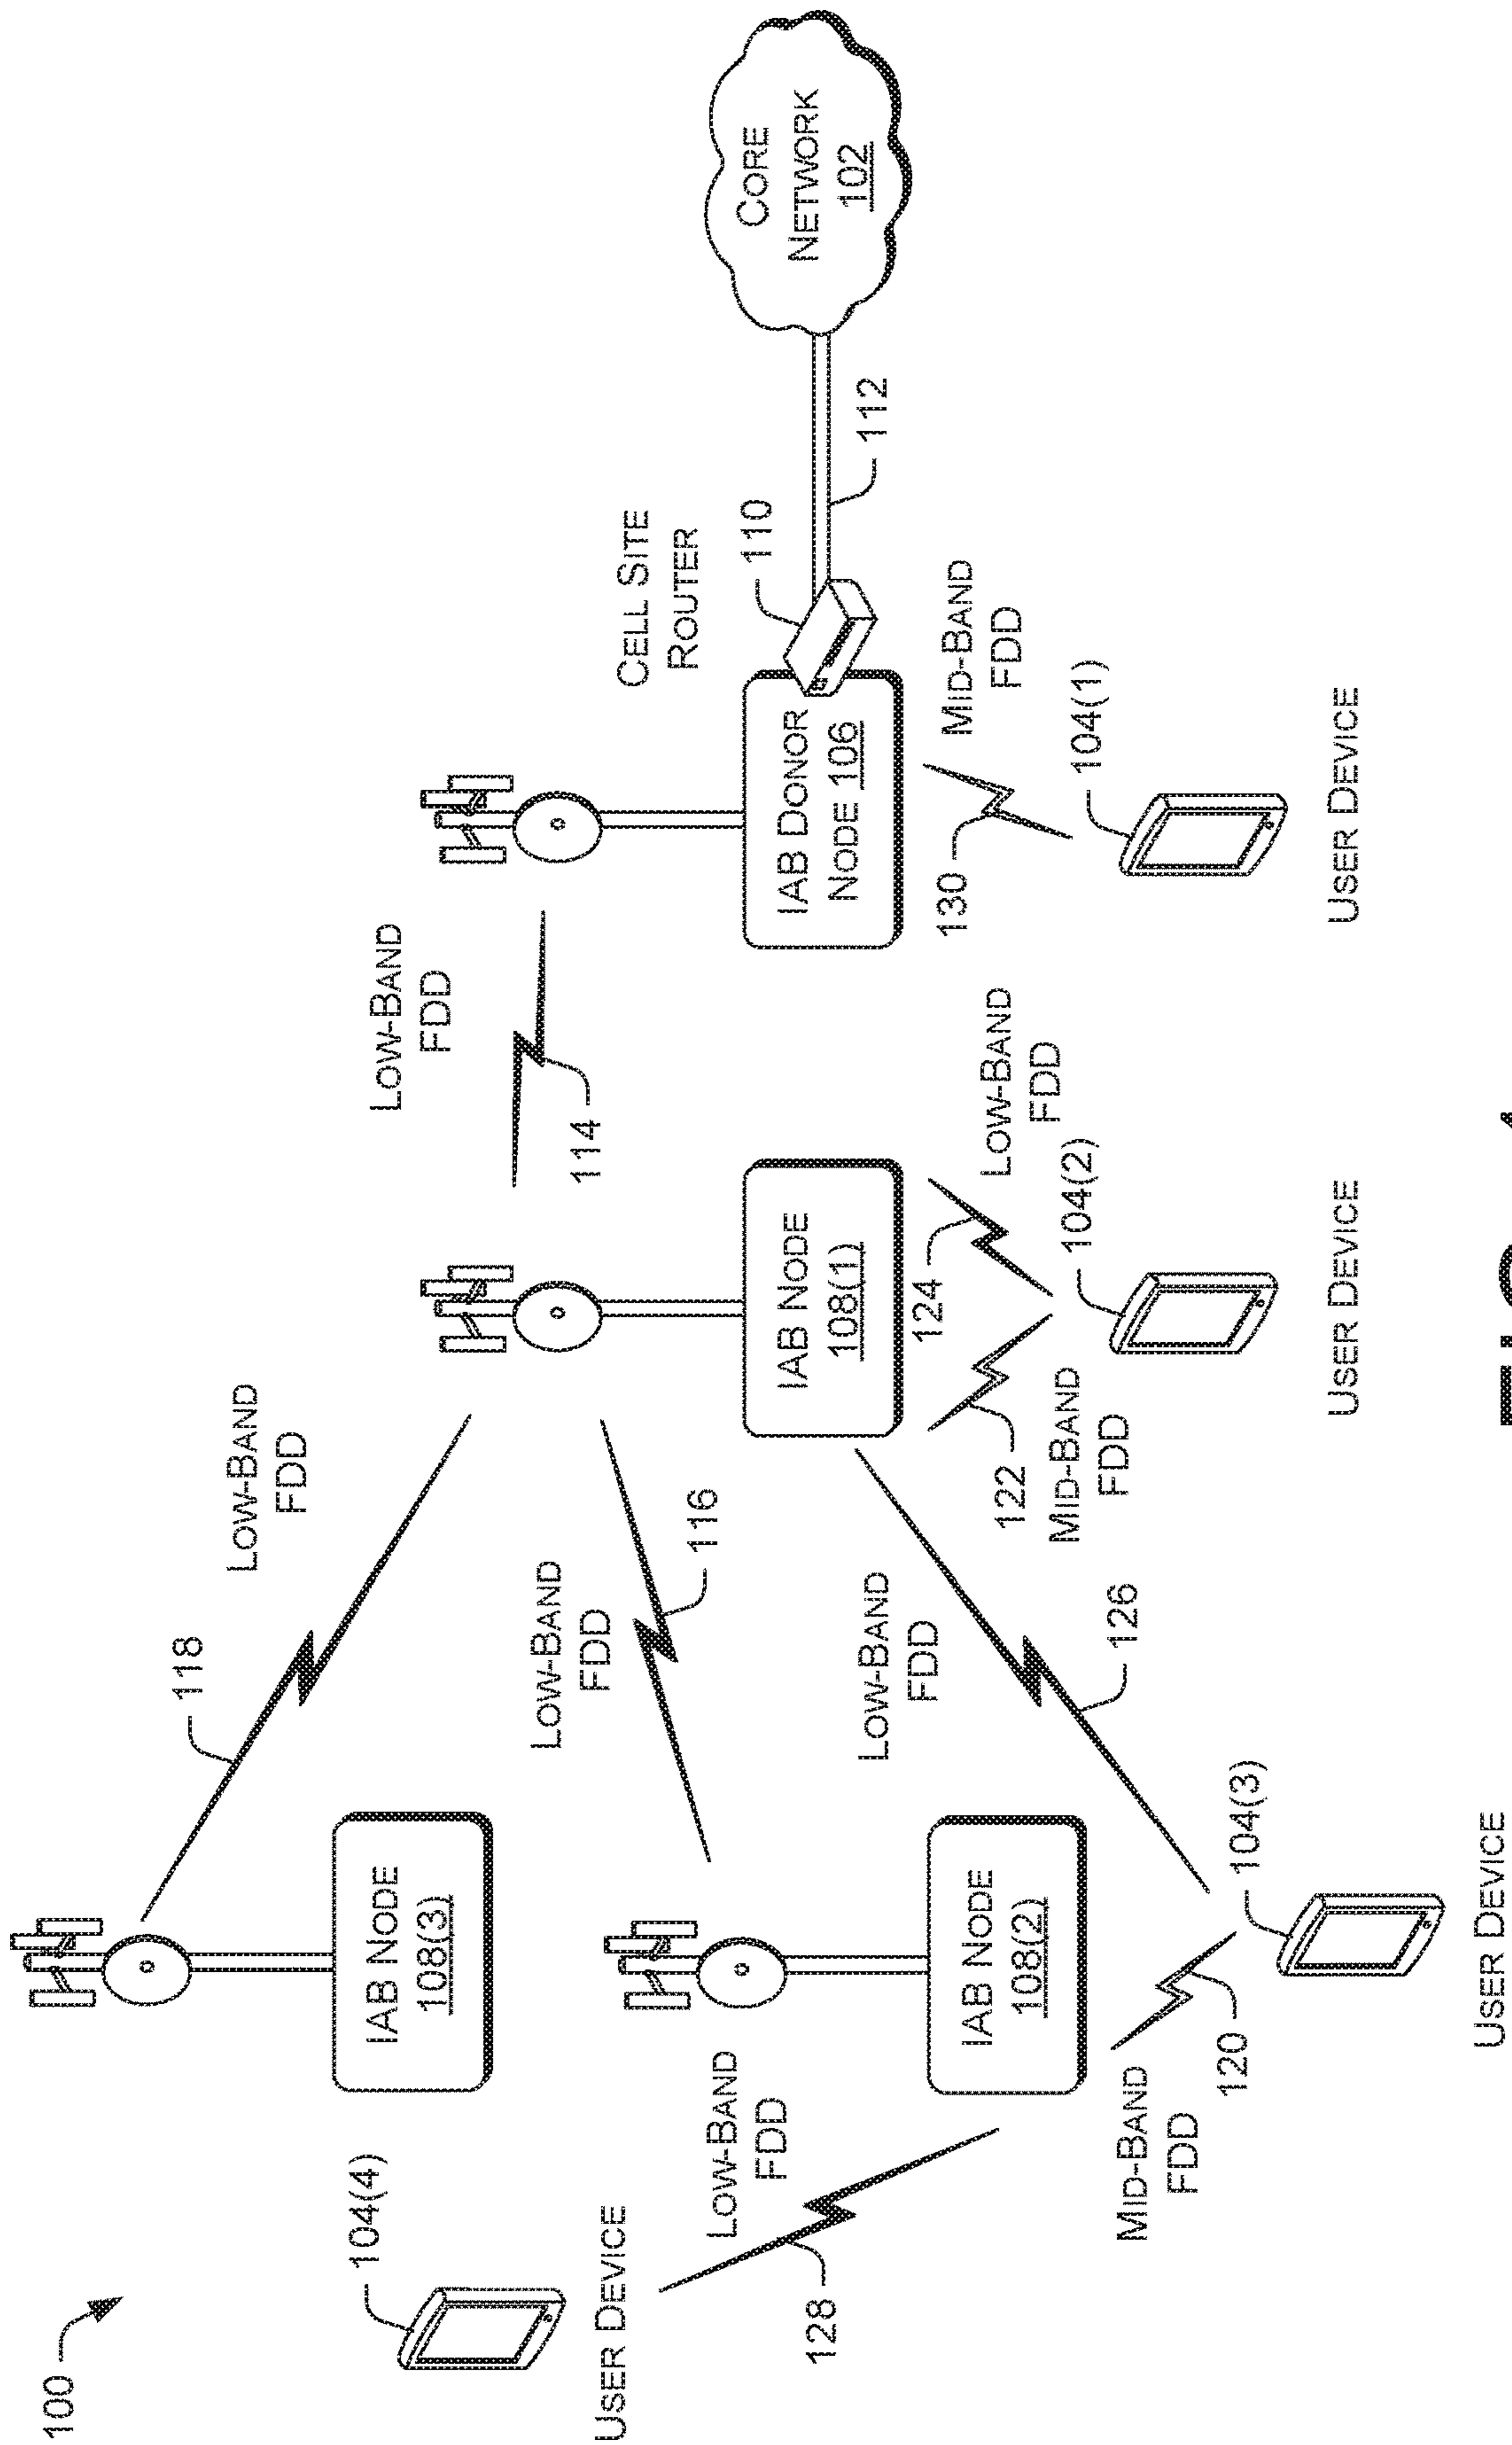 100
104(4)
USER DEVICE
128
LOW-BAND
FDD
IAB NODE
108(3)
118
LOW-BAND
FDD
IAB NODE
108(2)
LOW-BAND
FDD
116
MID-BAND
FDD
120
104(3)
USER DEVICE
LOW-BAND
FDD
126
IAB NODE
108(1)
122
MID-BAND
FDD
124
LOW-BAND
FDD
104(2)
USER DEVICE
LOW-BAND
FDD
114
IAB DONOR
NODE 106
CELL SITE
ROUTER
110
112
130
MID-BAND
FDD
104(1)
USER DEVICE
CORE
NETWORK
102